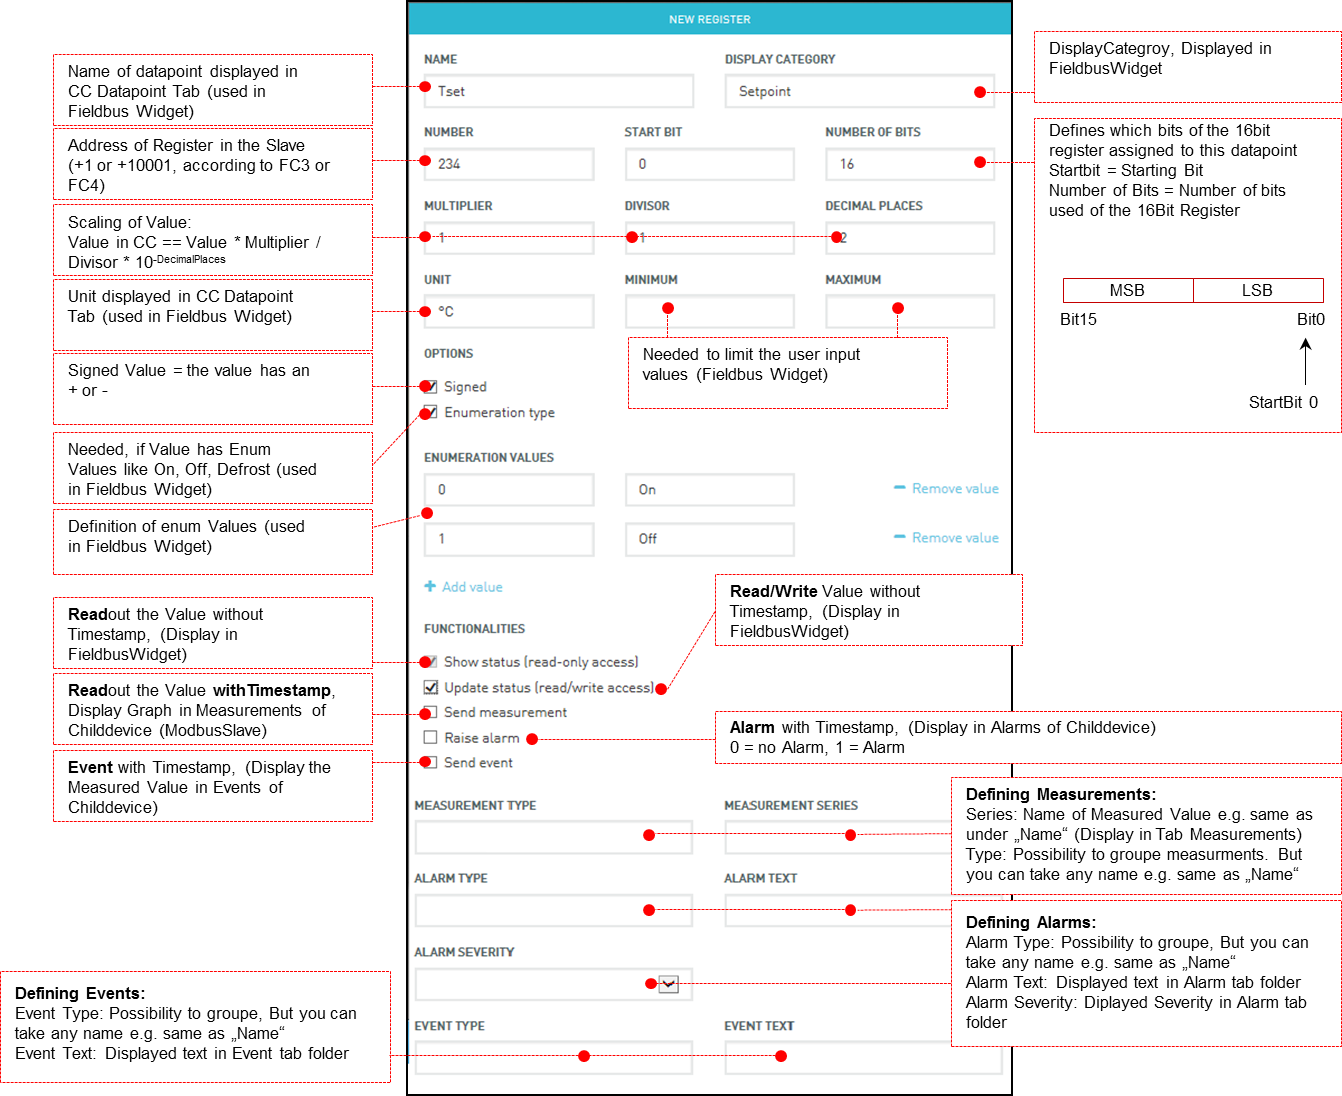 NEW REGISTER
NAME
DISPLAY CATEGORY
Tset
Setpoint
NUMBER
START BIT
NUMBER OF BITS
234
0
16
MULTIPLIER
DIVISOR
DECIMAL PLACES
1
1
2
UNIT
MINIMUM
MAXIMUM
°C
OPTIONS
Signed
Enumeration type
ENUMERATION VALUES
0
On
Remove value
1
Off
Remove value
Add value
FUNCTIONALITIES
Show status (read-only access)
Update status (read/write access)
Send measurement
Raise alarm
Send event
MEASUREMENT TYPE
MEASUREMENT SERIES
ALARM TYPE
ALARM TEXT
ALARM SEVERITY
EVENT TYPE
EVENT TEXT
Name of datapoint displayed in
CC Datapoint Tab (used in
Fieldbus Widget)
Address of Register in the Slave
(+1 or +10001, according to FC3 or
FC4)
Scaling of Value:
Value in CC == Value * Multiplier /
Divisor * 10-DecimalPlaces
Unit displayed in CC Datapoint
Tab (used in Fieldbus Widget)
Signed Value = the value has an
+ or -
Needed, if Value has Enum
Values like On, Off, Defrost (used
in Fieldbus Widget)
Definition of enum Values (used
in Fieldbus Widget)
Readout the Value without
Timestamp, (Display in
FieldbusWidget)
Readout the Value withTimestamp,
Display Graph in Measurements of
Childdevice (ModbusSlave)
Event with Timestamp, (Display the
Measured Value in Events of
Childdevice)
Defining Events:
Event Type: Possibility to groupe, But you can
take any name e.g. same as „Name“
Event Text: Displayed text in Event tab folder
DisplayCategroy, Displayed in
FieldbusWidget
Defines which bits of the 16bit
register assigned to this datapoint
Startbit = Starting Bit
Number of Bits = Number of bits
used of the 16Bit Register
MSB
LSB
Bit15
Bit0
StartBit 0
Needed to limit the user input
values (Fieldbus Widget)
Read/Write Value without
Timestamp, (Display in
FieldbusWidget)
Alarm with Timestamp, (Display in Alarms of Childdevice)
0 = no Alarm, 1 = Alarm
Defining Measurements:
Series: Name of Measured Value e.g. same as
under „Name“ (Display in Tab Measurements)
Type: Possibility to groupe measurments. But
you can take any name e.g. same as „Name“
Defining Alarms:
Alarm Type: Possibility to groupe, But you can
take any name e.g. same as „Name“
Alarm Text: Displayed text in Alarm tab folder
Alarm Severity: Diplayed Severity in Alarm tab
folder